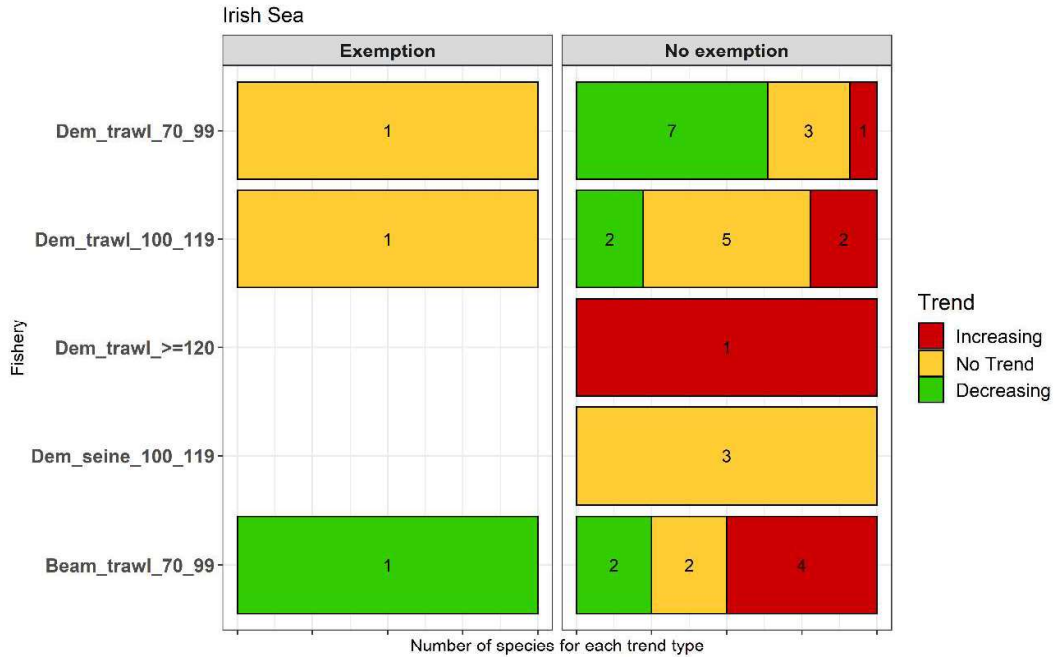 Irish Sea
Exemption
No exemption
Dem_trawl_70_99
1
7
3
1
Dem_trawl_100_119
1
2
5
2
Dem_trawl_>=120
1
Dem_seine_100_119
3
Beam_trawl_70_99
1
2
2
4
Fishery
Number of species for each trend type
Trend
Increasing
No Trend
Decreasing